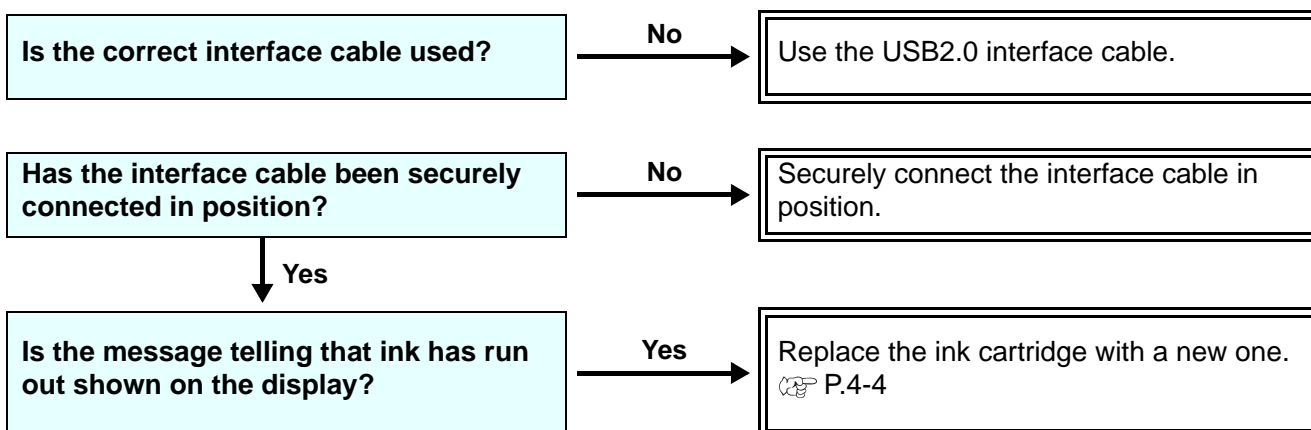 Is the correct interface cable used?
No
Use the USB2.0 interface cable.
Has the interface cable been securely
connected in position?
No
Securely connect the interface cable in
position.
Yes
Is the message telling that ink has run
out shown on the display?
Yes
Replace the ink cartridge with a new one.
P.4-4